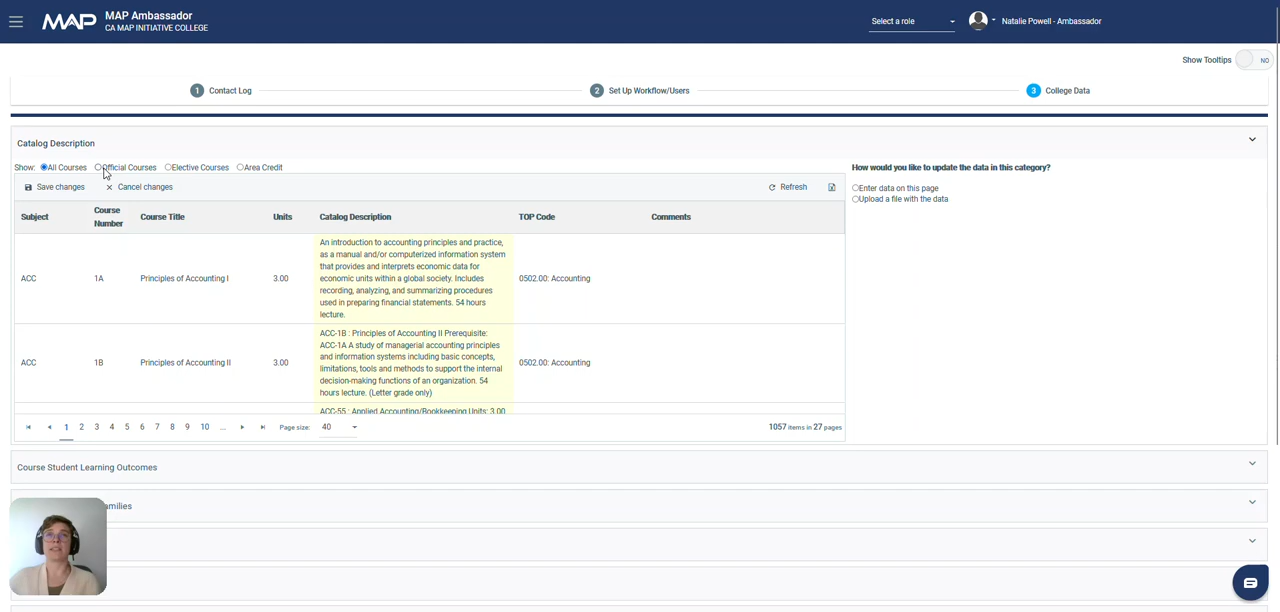 MAP
MAP Ambassador
CA MAP INITIATIVE COLLEGE
Select a role
Natalie Powell - Ambassador
Show Tooltips
NO
1 Contact Log
2 Set Up Workflow/Users
3 College Data
Catalog Description
Show: All Courses Official Courses Elective Courses Area Credit
How would you like to update the data in this category?
Save changes Cancel changes Refresh
Enter data on this page
Upload a file with the data
Subject Course Number Course Title Units Catalog Description TOP Code Comments
ACC 1A Principles of Accounting I 3.00
An introduction to accounting principles and practice,
as a manual and/or computerized information system
that provides and interprets economic data for
economic units within a global society. Includes
recording, analyzing, and summarizing procedures
used in preparing financial statements. 54 hours
lecture.
0502.00: Accounting
ACC 1B Principles of Accounting II 3.00
ACC-1B : Principles of Accounting II Prerequisite:
ACC-1A A study of managerial accounting principles
and information systems including basic concepts,
limitations, tools and methods to support the internal
decision-making functions of an organization. 54
hours lecture. (Letter grade only)
0502.00: Accounting
ACC-55 : Applied Accounting/Bookkeeping Units: 3.00
1 2 3 4 5 6 7 8 9 10 ... Page size: 40 1057 items in 27 pages
Course Student Learning Outcomes
amilies